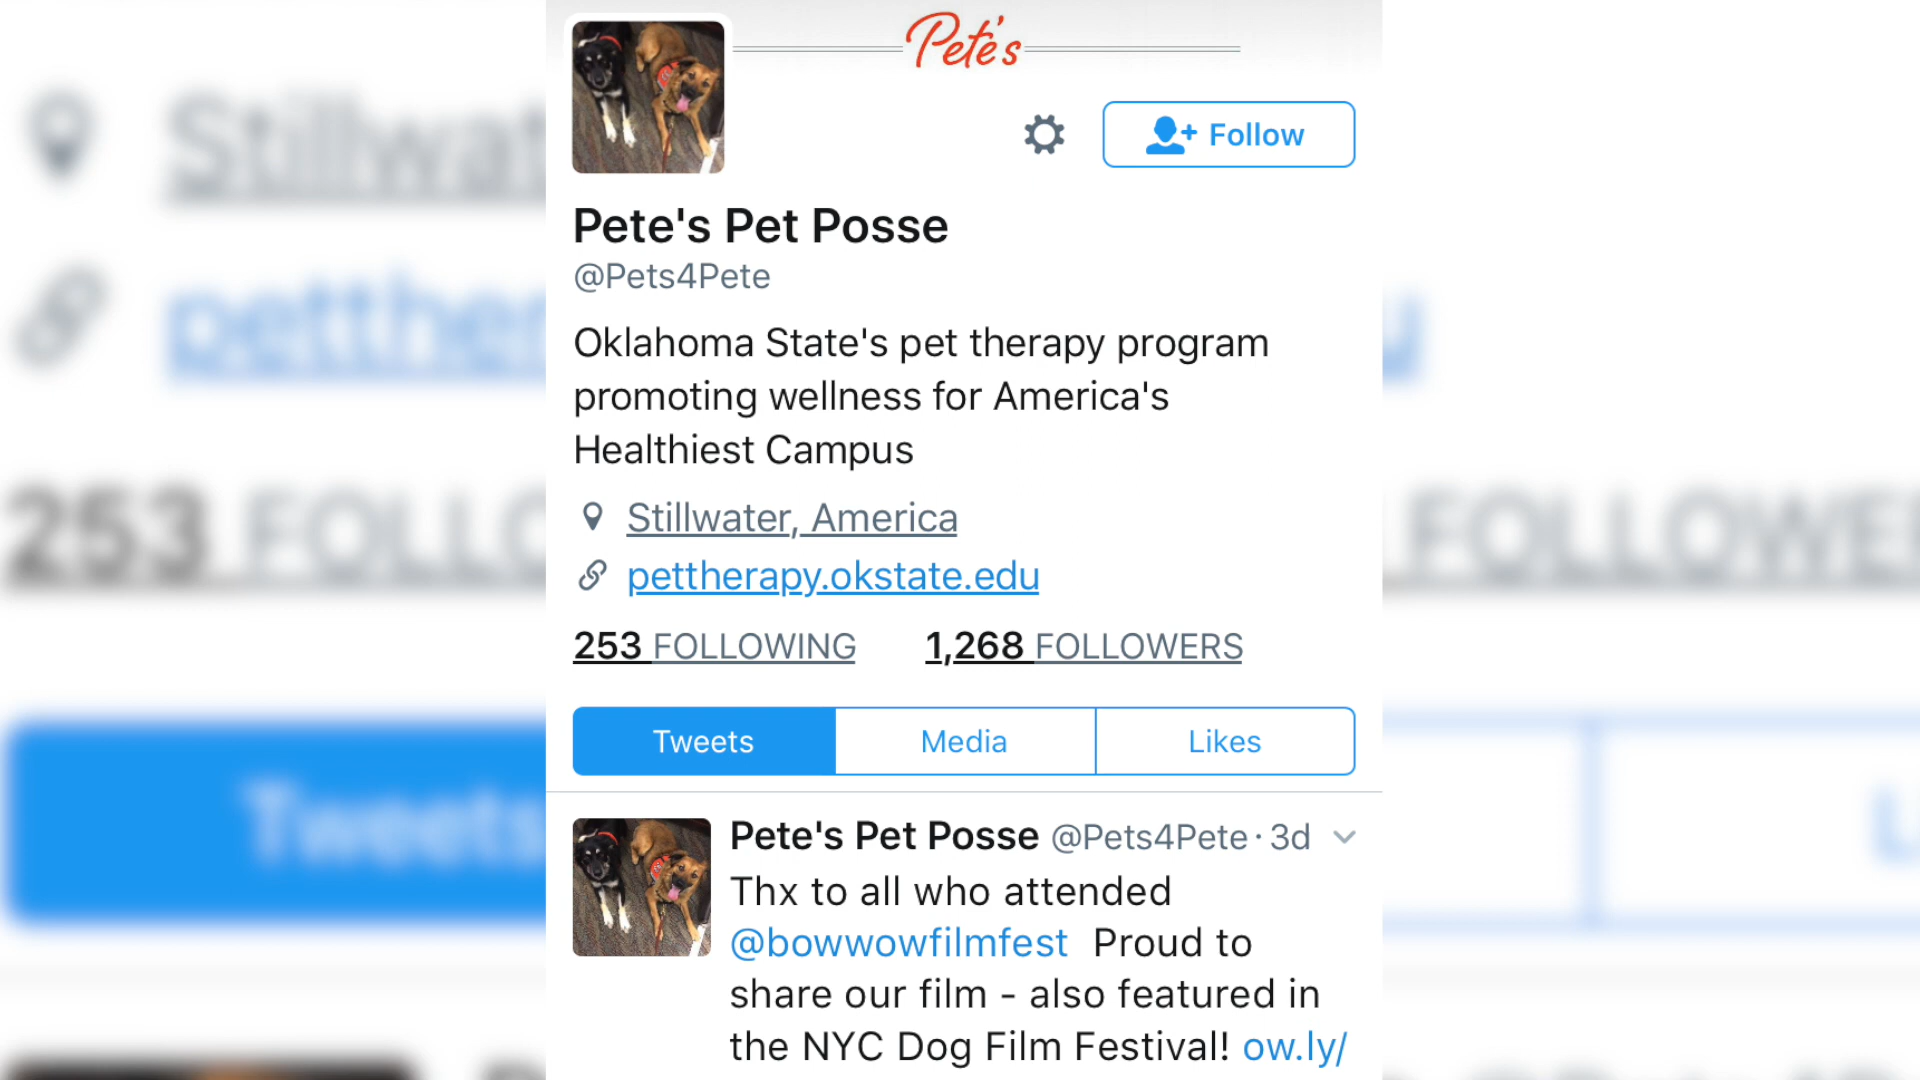 Pete's
Follow
Pete's Pet Posse
@Pets4Pete
Oklahoma State's pet therapy program
promoting wellness for America's
Healthiest Campus
Stillwater, America
pettherapy.okstate.edu
253 FOLLOWING 1,268 FOLLOWERS
Tweets Media Likes
Pete's Pet Posse @Pets4Pete · 3d
Thx to all who attended
@bowwowfilmfest Proud to
share our film - also featured in
the NYC Dog Film Festival! ow.ly/